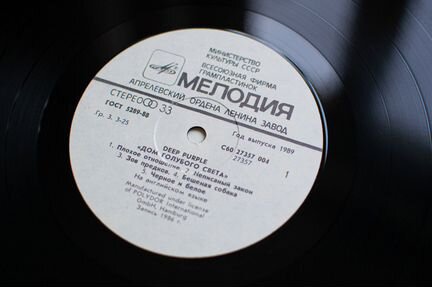 МИНИСТЕРСТВО
КУЛЬТУРЫ СССР
ВСЕСОЮЗНАЯ ФИРМА
ГРАМПЛАСТИНОК
МЕЛОДИЯ
АПРЕЛЕВСКИЙ ОРДЕНА ЛЕНИНА ЗАВОД
СТЕРЕО 33
ГОСТ 5289-88
Гр. 3. 3-25
Год выпуска 1989
С60 27357 004
27357
1
DEEP PURPLE
«ДОМ ГОЛУБОГО СВЕТА»
1. Плохое отношение 2. Неписаный закон
3. Зов предков. 4. Бешеная собака
5. Черное и белое
На английском языке
Manufactured under license
of POLYDOR International
GmbH, Hamburg
Запись 1986 г.